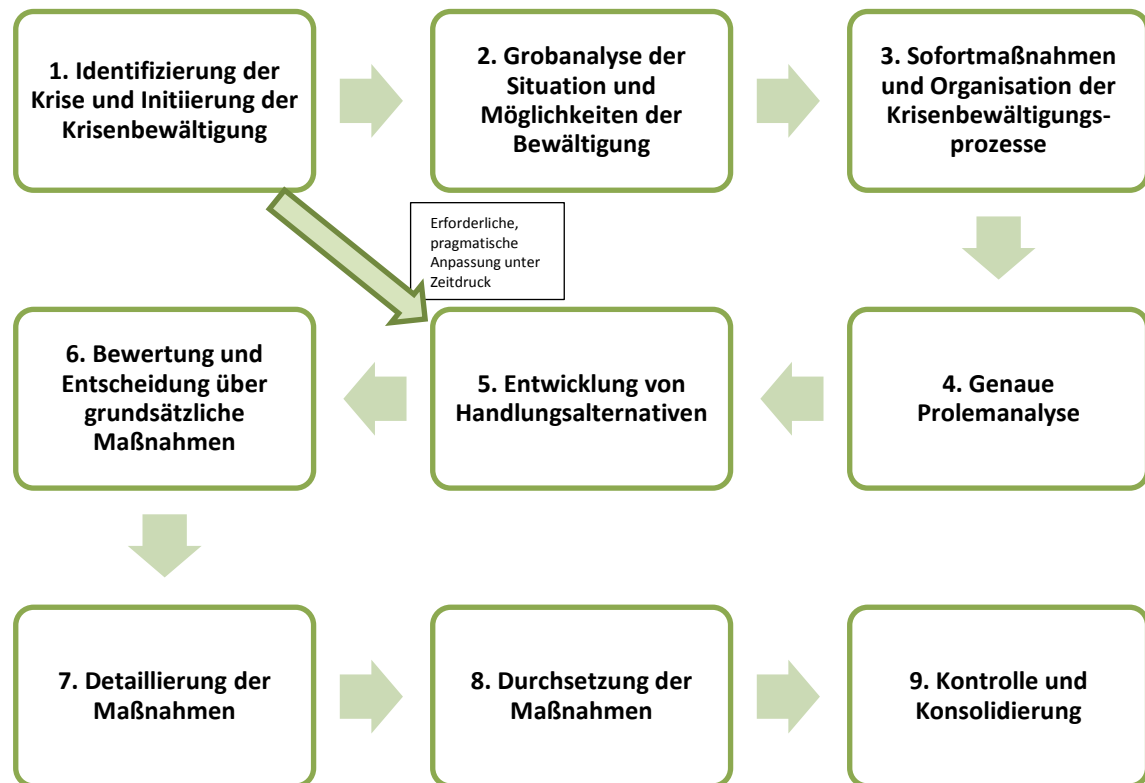 1. Identifizierung der
Krise und Initiierung der
Krisenbewältigung
2. Grobanalyse der
Situation und
Möglichkeiten der
Bewältigung
3. Sofortmaßnahmen
und Organisation der
Krisenbewältigungs-
prozesse
Erforderliche,
pragmatische
Anpassung unter
Zeitdruck
4. Genaue
Prolemanalyse
5. Entwicklung von
Handlungsalternativen
6. Bewertung und
Entscheidung über
grundsätzliche
Maßnahmen
7. Detaillierung der
Maßnahmen
8. Durchsetzung der
Maßnahmen
9. Kontrolle und
Konsolidierung